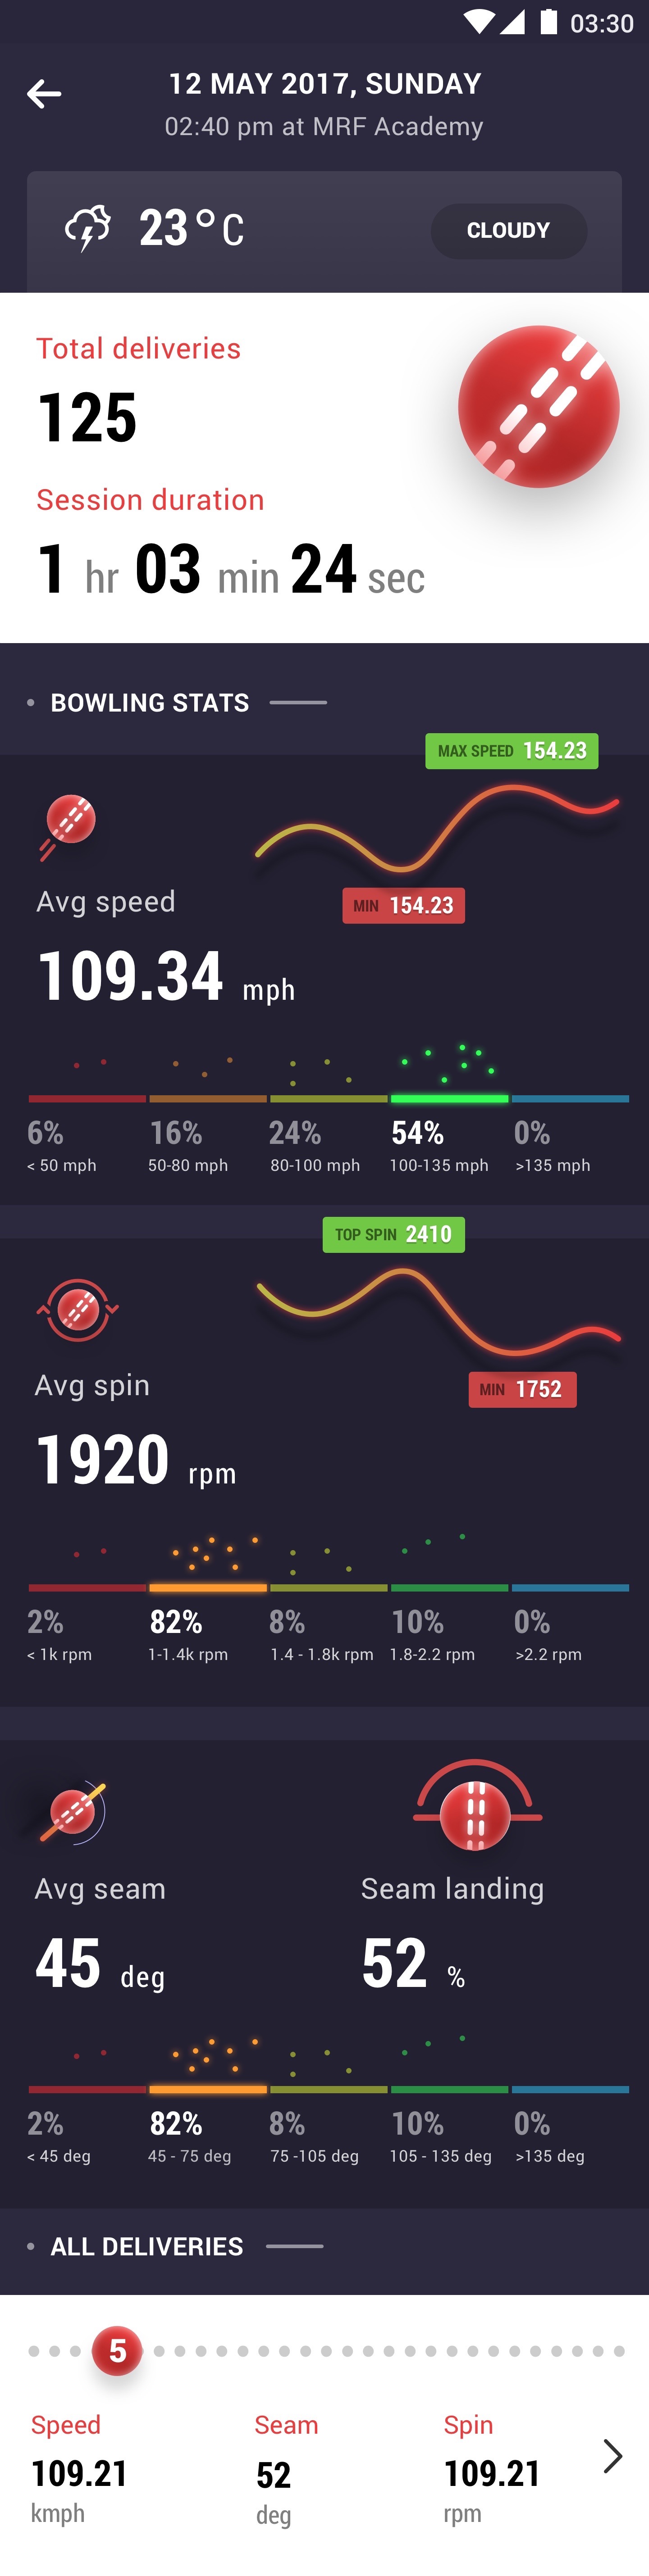 03:30
12 MAY 2017, SUNDAY
02:40 pm at MRF Academy
23°C
CLOUDY
Total deliveries
125
Session duration
1 hr 03 min 24 sec
BOWLING STATS
MAX SPEED 154.23
MIN 154.23
Avg speed
109.34 mph
6% 16% 24% 54% 0%
< 50 mph 50-80 mph 80-100 mph 100-135 mph >135 mph
TOP SPIN 2410
MIN 1752
Avg spin
1920 rpm
2% 82% 8% 10% 0%
< 1k rpm 1-1.4k rpm 1.4 - 1.8k rpm 1.8-2.2 rpm >2.2 rpm
Avg seam Seam landing
45 deg 52 %
2% 82% 8% 10% 0%
< 45 deg 45 - 75 deg 75 -105 deg 105 - 135 deg >135 deg
ALL DELIVERIES
5
Speed Seam Spin
109.21 52 109.21
kmph deg rpm